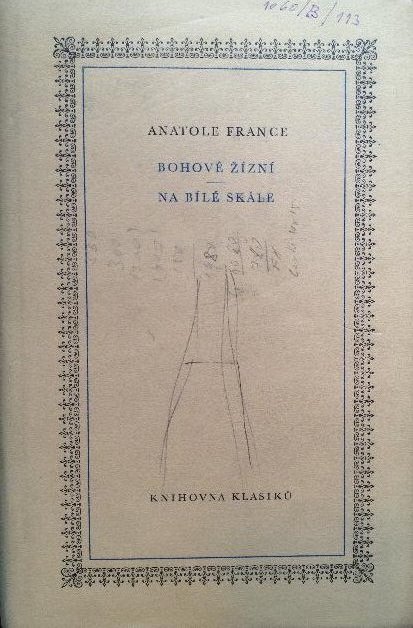 1060/B/113
ANATOLE FRANCE
BOHOVÉ ŽÍZNÍ
NA BÍLÉ SKÁLE
KNIHOVNA KLASIKŮ